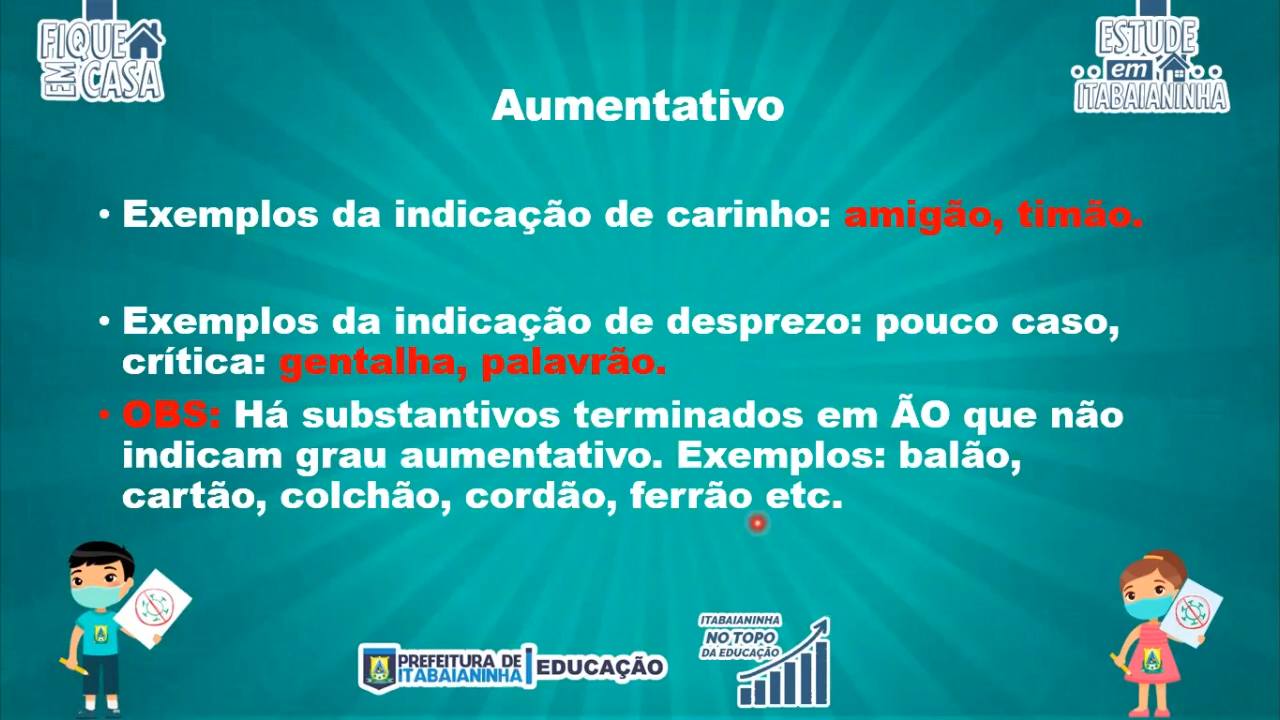 FIQUE
EM CASA
ESTUDE
em
ITABAIANINHA
Aumentativo
• Exemplos da indicação de carinho: amigão, timão.
• Exemplos da indicação de desprezo: pouco caso,
crítica: gentalha, palavrão.
• OBS: Há substantivos terminados em ÃO que não
indicam grau aumentativo. Exemplos: balão,
cartão, colchão, cordão, ferrão etc.
PREFEITURA DE
ITABAIANINHA
EDUCAÇÃO
ITABAIANINHA
NO TOPO
DA EDUCAÇÃO